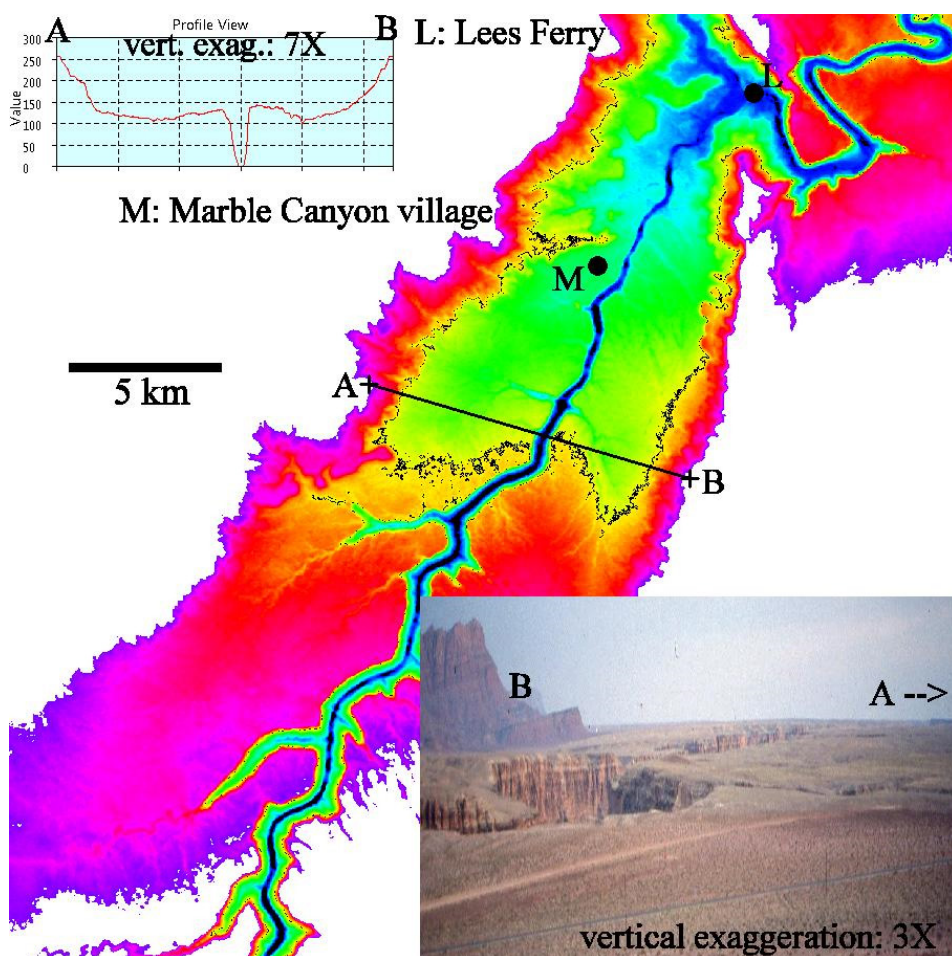 Profile View
A
B
vert. exag.: 7X
300
250
200
150
100
50
0
Value
L: Lees Ferry
L
M: Marble Canyon village
M
5 km
A+
+B
B
A -->
vertical exaggeration: 3X